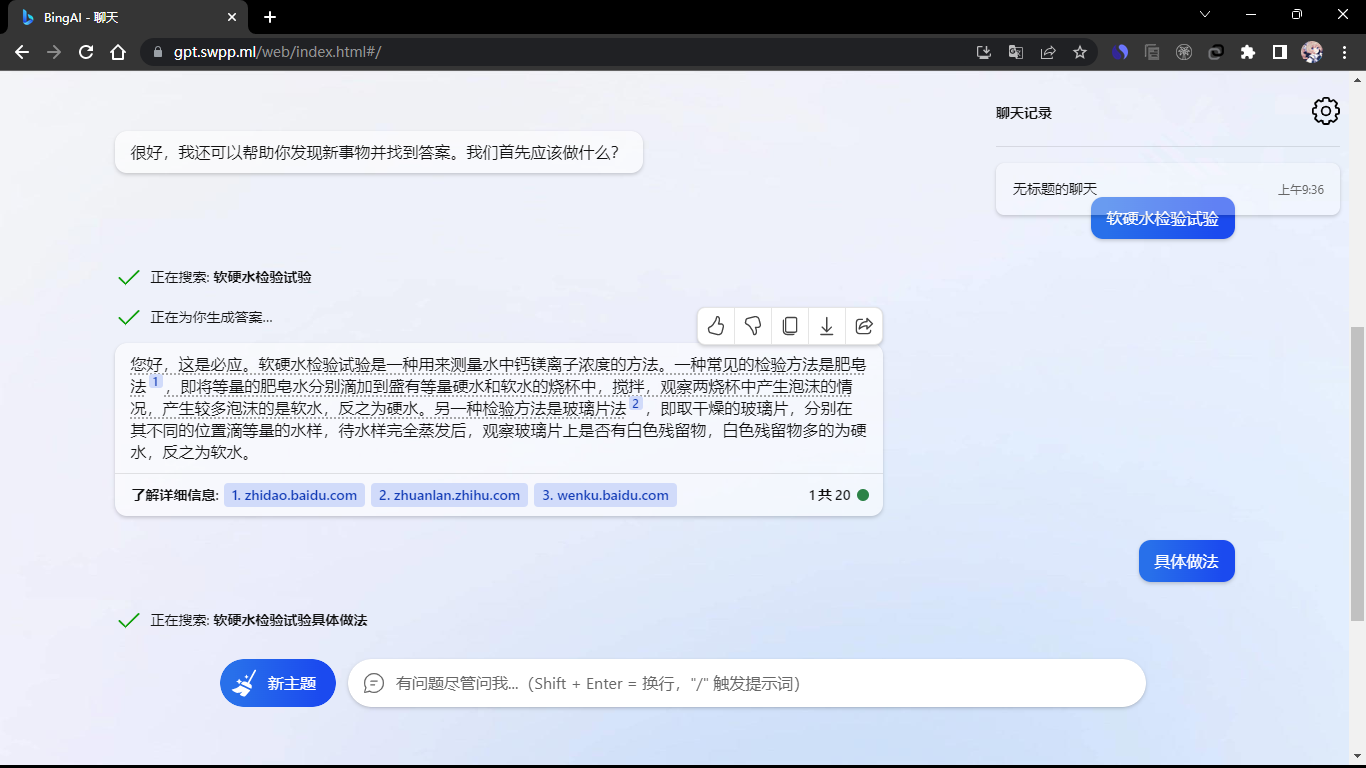 BingAI - 聊天
gpt.swpp.ml/web/index.html#/
聊天记录
很好，我还可以帮助你发现新事物并找到答案。我们首先应该做什么？
无标题的聊天
上午9:36
软硬水检验试验
正在搜索: 软硬水检验试验
正在为你生成答案...
您好，这是必应。软硬水检验试验是一种用来测量水中钙镁离子浓度的方法。一种常见的检验方法是肥皂
法1，即将等量的肥皂水分别滴加到盛有等量硬水和软水的烧杯中，搅拌，观察两烧杯中产生泡沫的情
况，产生较多泡沫的是软水，反之为硬水。另一种检验方法是玻璃片法2，即取干燥的玻璃片，分别在
其不同的位置滴等量的水样，待水样完全蒸发后，观察玻璃片上是否有白色残留物，白色残留物多的为硬
水，反之为软水。
了解详细信息: 1. zhidao.baidu.com 2. zhuanlan.zhihu.com 3. wenku.baidu.com 1 共 20
具体做法
正在搜索: 软硬水检验试验具体做法
新主题
有问题尽管问我...（Shift + Enter = 换行，"/" 触发提示词）